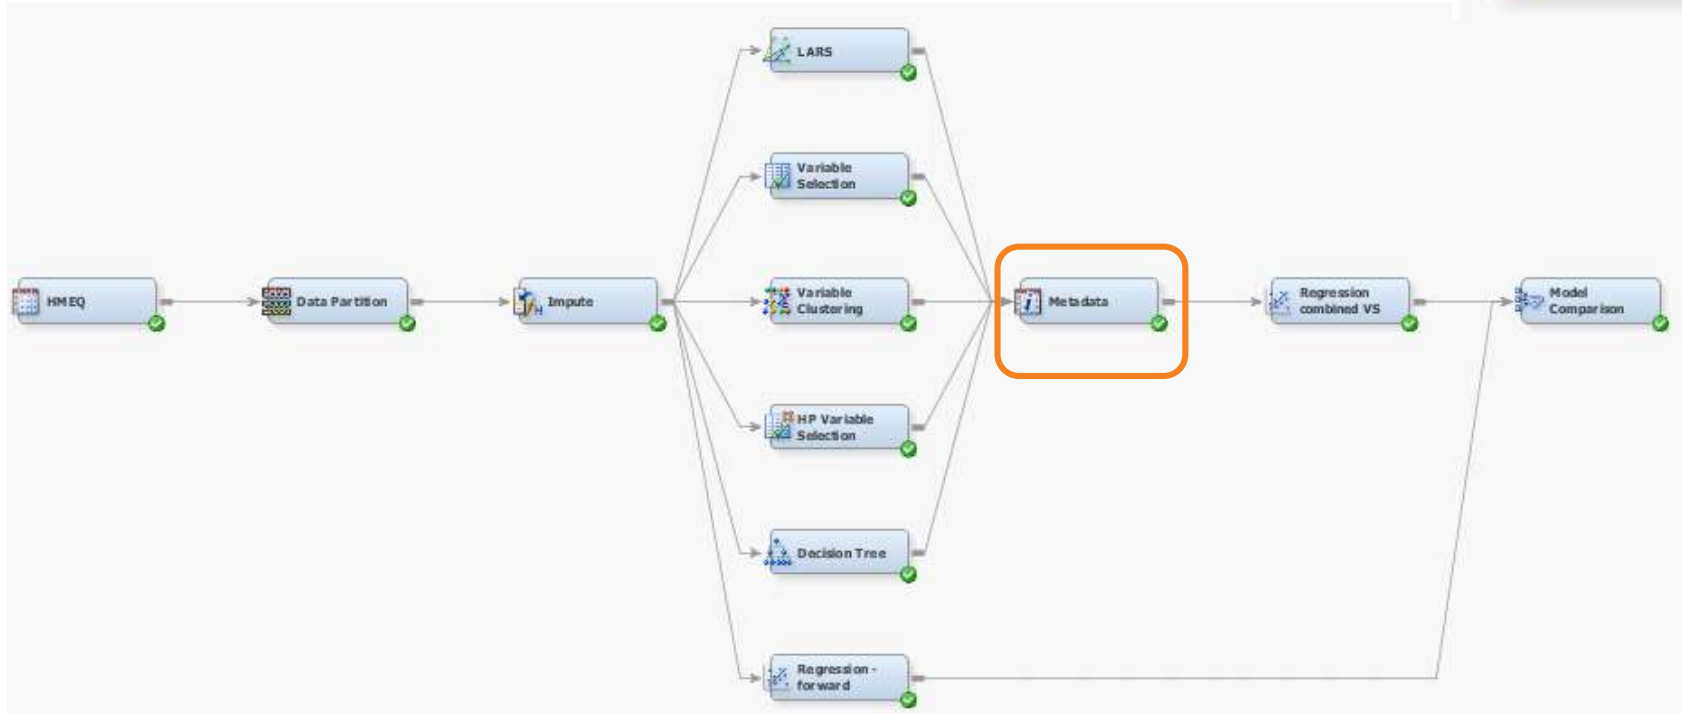 LARS
Variable
Selection
HMEQ
Data Partition
Impute
Variable
Clustering
Metadata
Regression
combined VS
Model
Comparison
HP Variable
Selection
Decision Tree
Regression -
forward